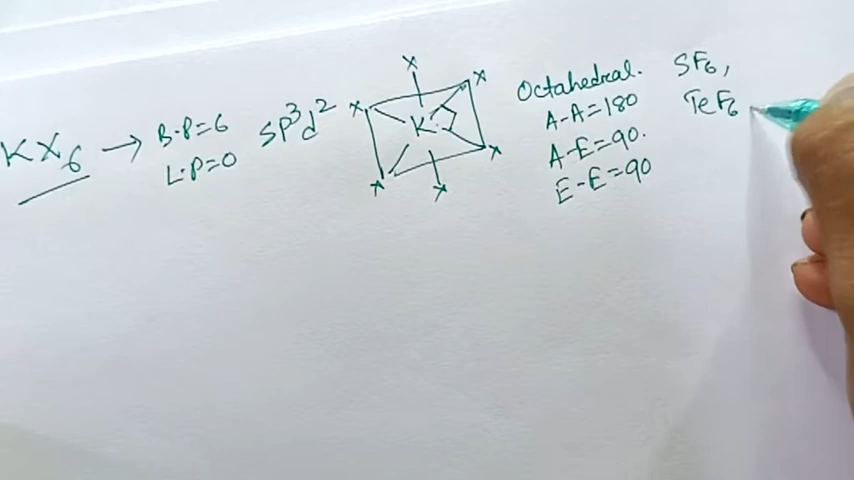 KX6 → B.P=6
L.P=0
sp³d²
X
X
X
K
X
X
X
Octahedral.
A-A=180
A-E=90.
E-E=90
SF6,
TeF6